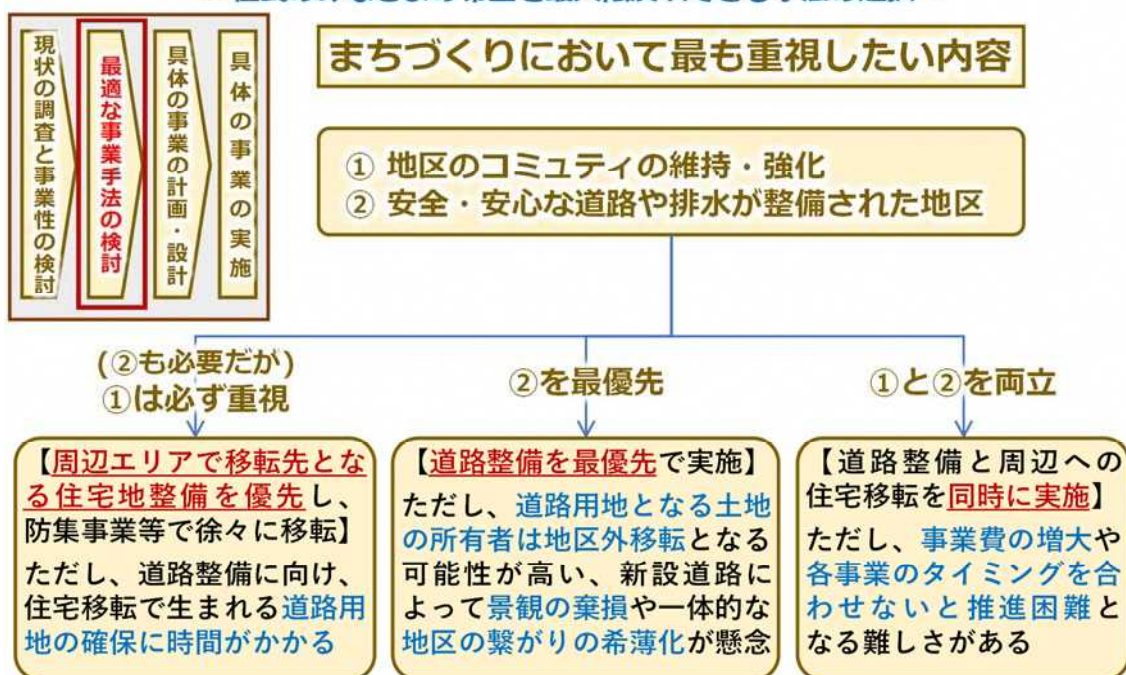 現状の調査と事業性の検討
最適な事業手法の検討
具体の事業の計画・設計
具体の事業の実施
まちづくりにおいて最も重視したい内容
① 地区のコミュティの維持・強化
② 安全・安心な道路や排水が整備された地区
(②も必要だが)
①は必ず重視
【周辺エリアで移転先とな
る住宅地整備を優先し、
防集事業等で徐々に移転】
ただし、道路整備に向け、
住宅移転で生まれる道路用
地の確保に時間がかかる
②を最優先
【道路整備を最優先で実施】
ただし、道路用地となる土地
の所有者は地区外移転となる
可能性が高い、新設道路に
よって景観の棄損や一体的な
地区の繋がりの希薄化が懸念
①と②を両立
【道路整備と周辺への
住宅移転を同時に実施】
ただし、事業費の増大や
各事業のタイミングを合
わせないと推進困難と
なる難しさがある